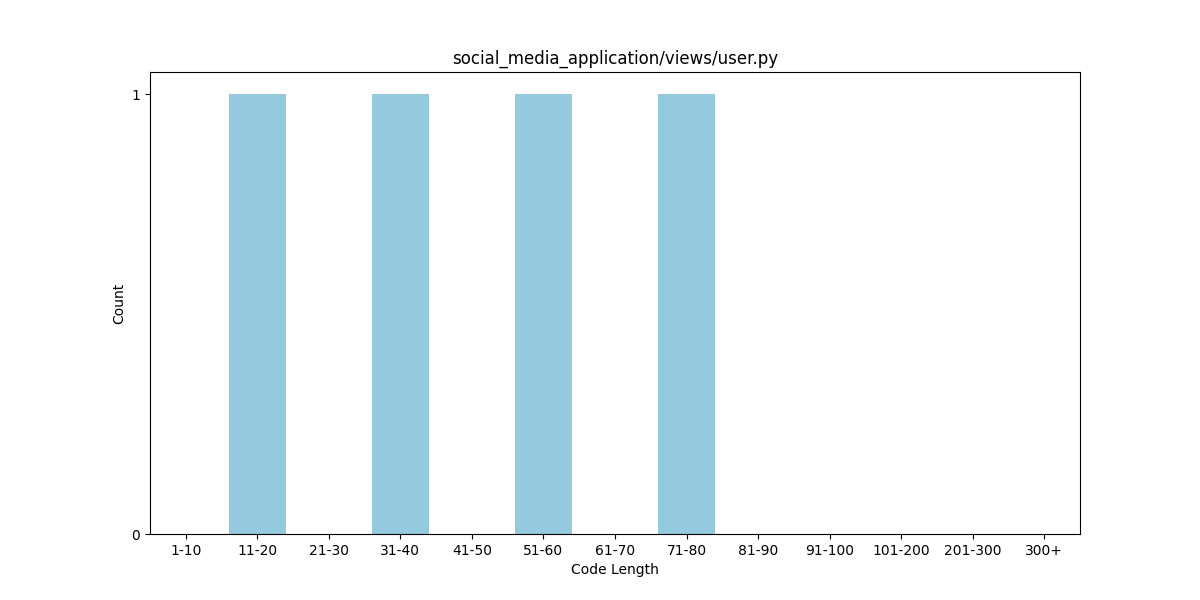 social_media_application/views/user.py
1
Count
0
1-10 11-20 21-30 31-40 41-50 51-60 61-70 71-80 81-90 91-100 101-200 201-300 300+
Code Length